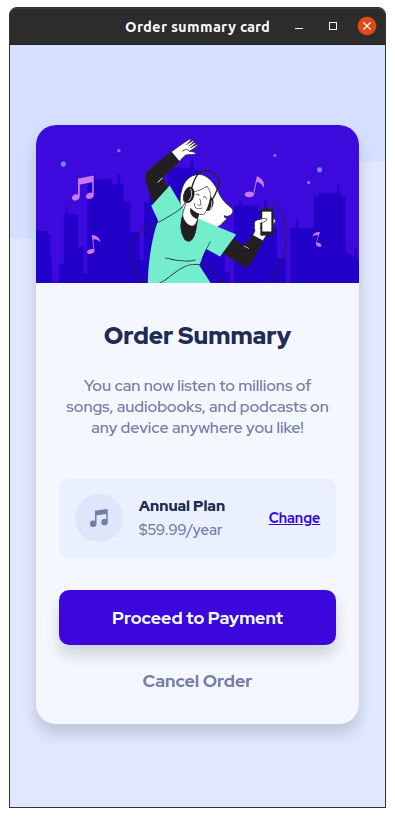 Order summary card
Order Summary
You can now listen to millions of
songs, audiobooks, and podcasts on
any device anywhere you like!
Annual Plan
$59.99/year
Change
Proceed to Payment
Cancel Order